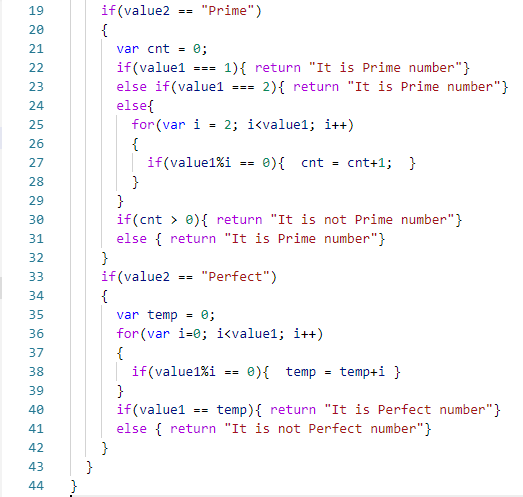 19 if(value2 == "Prime")
20 {
21 var cnt = 0;
22 if(value1 === 1){ return "It is Prime number"}
23 else if(value1 === 2){ return "It is Prime number"}
24 else{
25 for(var i = 2; i<value1; i++)
26 {
27 if(value1%i == 0){  cnt = cnt+1;  }
28 }
29 }
30 if(cnt > 0){ return "It is not Prime number"}
31 else { return "It is Prime number"}
32 }
33 if(value2 == "Perfect")
34 {
35 var temp = 0;
36 for(var i=0; i<value1; i++)
37 {
38 if(value1%i == 0){  temp = temp+i }
39 }
40 if(value1 == temp){ return "It is Perfect number"}
41 else { return "It is not Perfect number"}
42 }
43 }
44 }